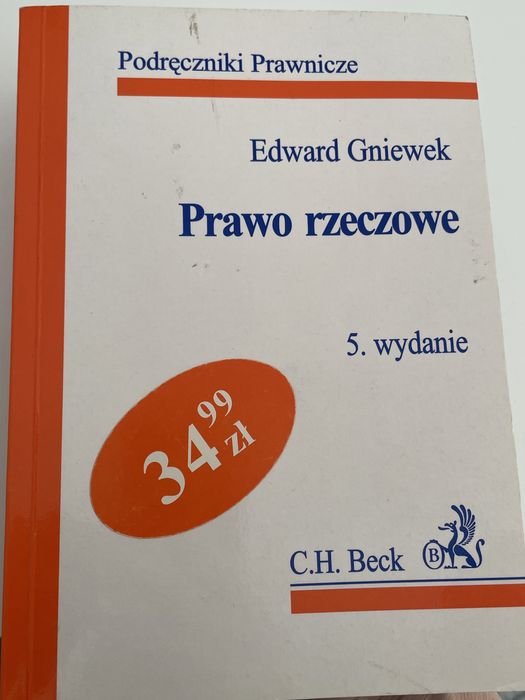 Podręczniki Prawnicze
Edward Gniewek
Prawo rzeczowe
5. wydanie
34 99 zł
C.H. Beck
B